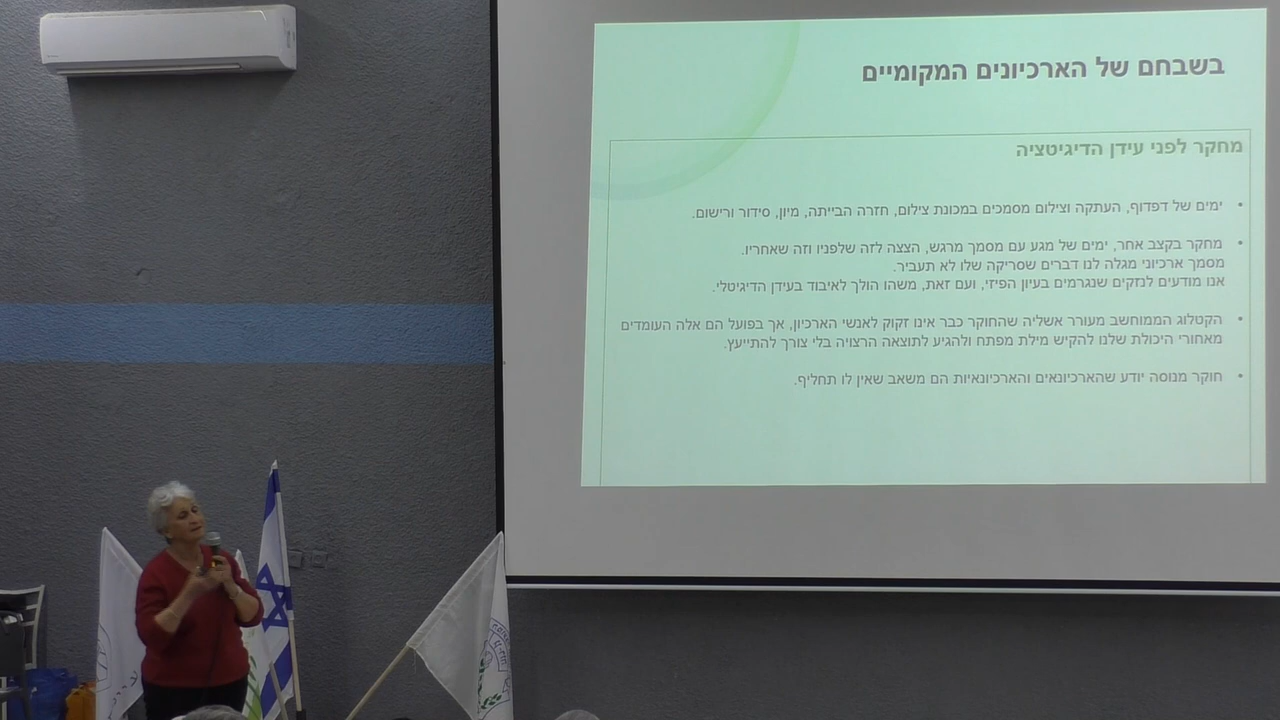 בשבחם של הארכיונים המקומיים
מחקר לפני עידן הדיגיטציה
• ימים של דפדוף, העתקה וצילום מסמכים במכונת צילום, חזרה הבייתה, מיון, סידור ורישום.
• מחקר בקצב אחר, ימים של מגע עם מסמך מרגש, הצצה לזה שלפניו וזה שאחריו.
מסמך ארכיוני מגלה לנו דברים שסריקה שלו לא תעביר.
אנו מודעים לנזקים שנגרמים בעיון הפיזי, ועם זאת, משהו הולך לאיבוד בעידן הדיגיטלי.
• הקטלוג הממוחשב מעורר אשליה שהחוקר כבר אינו זקוק לאנשי הארכיון, אך בפועל הם אלה העומדים
מאחורי היכולת שלנו להקיש מילת מפתח ולהגיע לתוצאה הרצויה בלי צורך להתייעץ.
• חוקר מנוסה יודע שהארכיונאים והארכיונאיות הם משאב שאין לו תחליף.